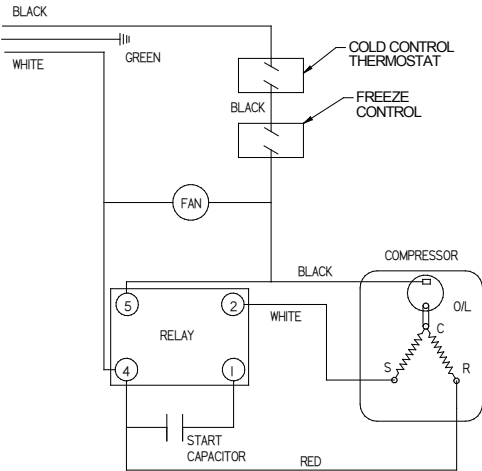 BLACK
GREEN
WHITE
COLD CONTROL
THERMOSTAT
BLACK
FREEZE
CONTROL
FAN
COMPRESSOR
BLACK
5
2
WHITE
O/L
RELAY
C
4
1
S
R
START
CAPACITOR
RED